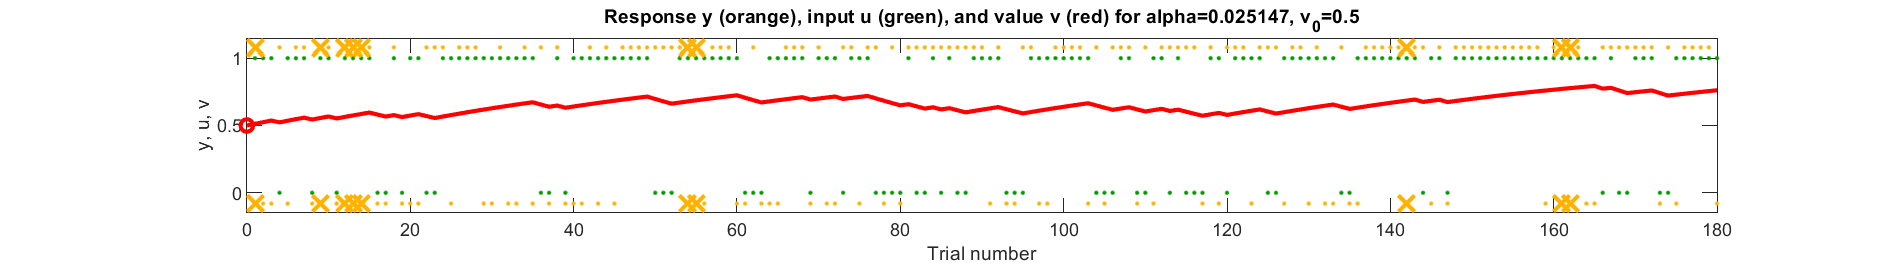 Response y (orange), input u (green), and value v (red) for alpha=0.025147, v0=0.5
1
0.5
0
y, u, v
0 20 40 60 80 100 120 140 160 180
Trial number